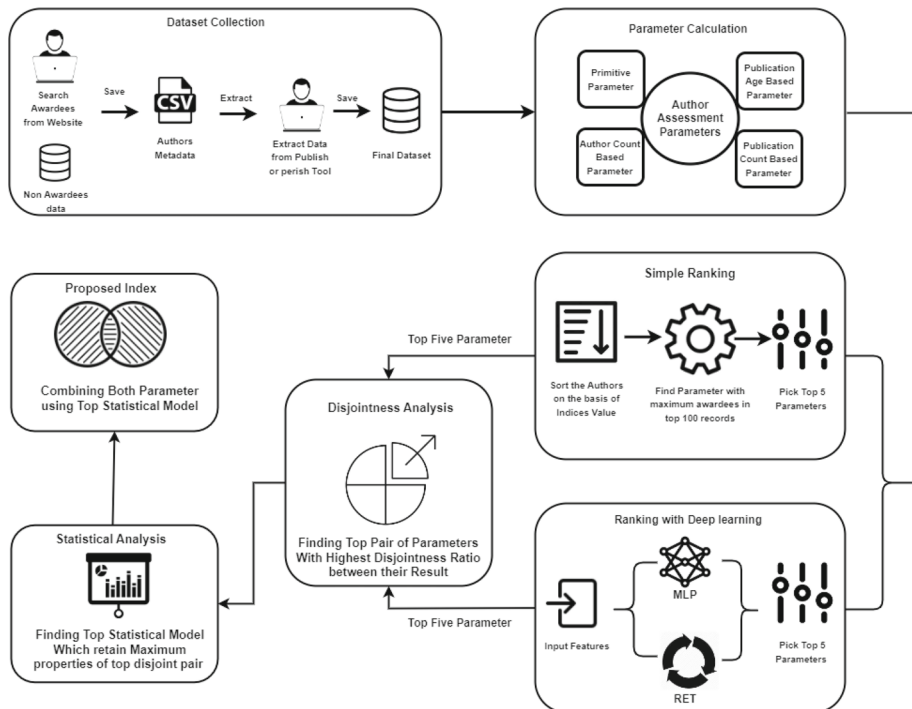 Dataset Collection
Search
Awardees
from Website
Non Awardees
data
Save
CSV
Authors
Metadata
Extract
Extract Data
from Publish
or perish Tool
Save
Final Dataset
Parameter Calculation
Primitive
Parameter
Publication
Age Based
Parameter
Author
Assessment
Parameters
Author Count
Based
Parameter
Publication
Count Based
Parameter
Simple Ranking
Sort the Authors
on the basis of
Indices Value
Find Parameter with
maximum awardees in
top 100 records
Pick Top 5
Parameters
Top Five Parameter
Ranking with Deep learning
Input Features
MLP
RET
Pick Top 5
Parameters
Top Five Parameter
Disjointness Analysis
Finding Top Pair of Parameters
With Highest Disjointness Ratio
between their Result
Statistical Analysis
Finding Top Statistical Model
Which retain Maximum
properties of top disjoint pair
Proposed Index
Combining Both Parameter
using Top Statistical Model